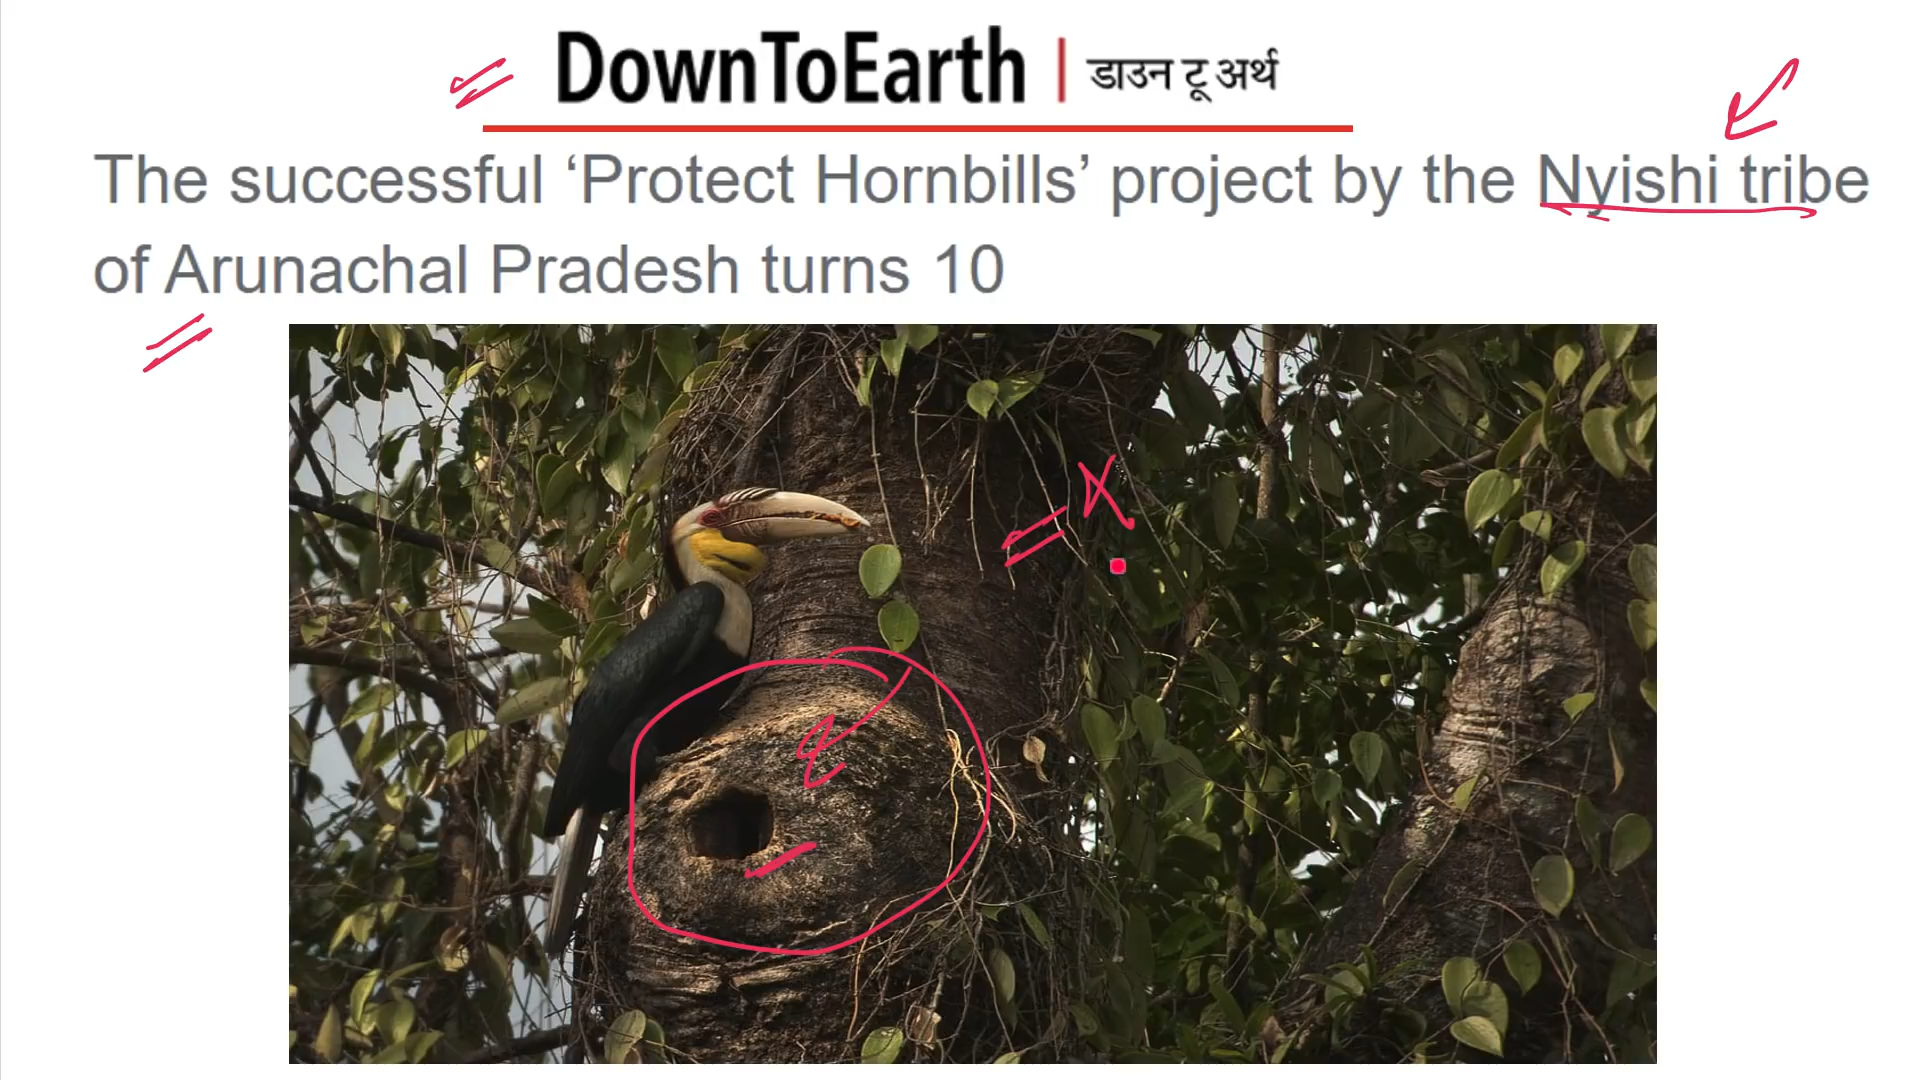 DownToEarth | डाउन टू अर्थ
The successful ‘Protect Hornbills’ project by the Nyishi tribe
of Arunachal Pradesh turns 10